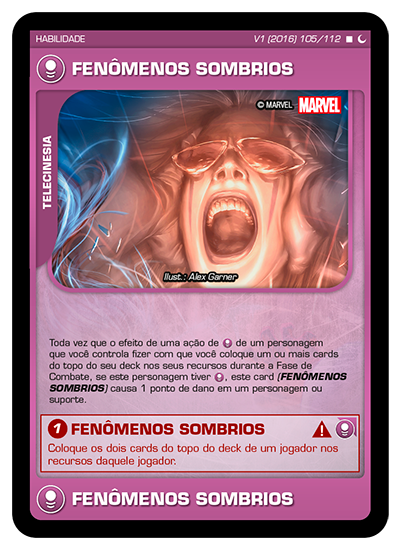 HABILIDADE V1 (2016) 105/112
FENÔMENOS SOMBRIOS
© MARVEL MARVEL
TELECINESIA
Ilust.: Alex Garner
Toda vez que o efeito de uma ação de de um personagem
que você controla fizer com que você coloque um ou mais cards
do topo do seu deck nos seus recursos durante a Fase de
Combate, se este personagem tiver , este card (FENÔMENOS
SOMBRIOS) causa 1 ponto de dano em um personagem ou
suporte.
1 FENÔMENOS SOMBRIOS
Coloque os dois cards do topo do deck de um jogador nos
recursos daquele jogador.
FENÔMENOS SOMBRIOS